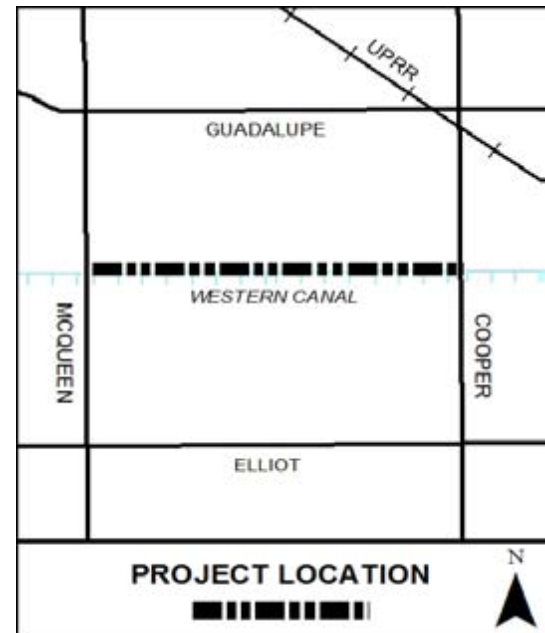 UPRR
GUADALUPE
WESTERN CANAL
MCQUEEN
COOPER
ELLIOT
PROJECT LOCATION
N